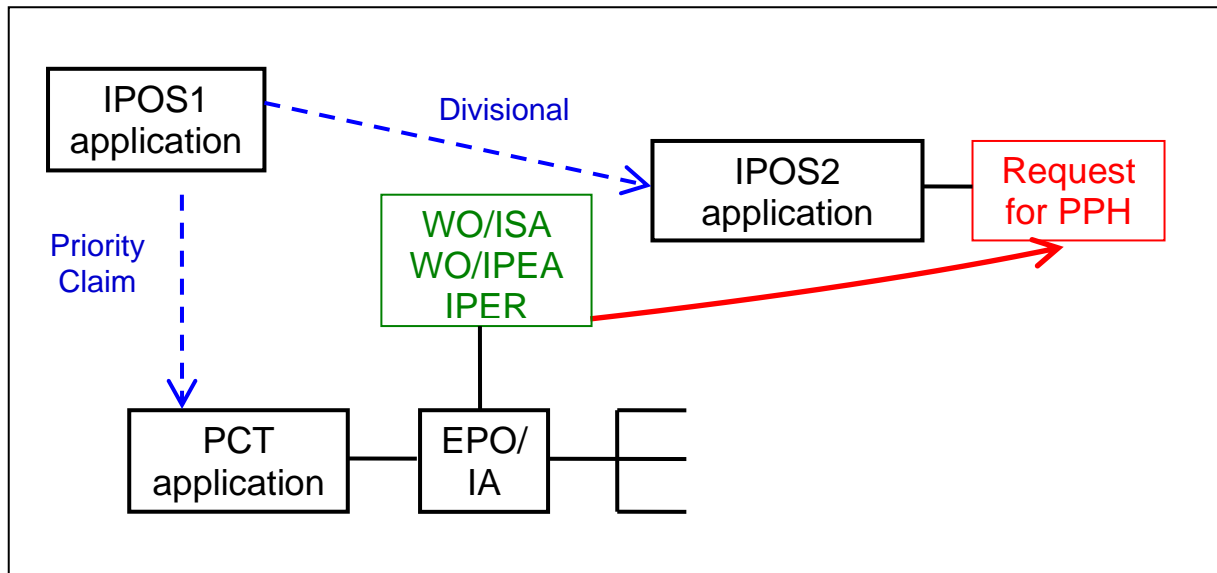 IPOS1
application
Divisional
IPOS2
application
Request
for PPH
Priority
Claim
WO/ISA
WO/IPEA
IPER
PCT
application
EPO/
IA